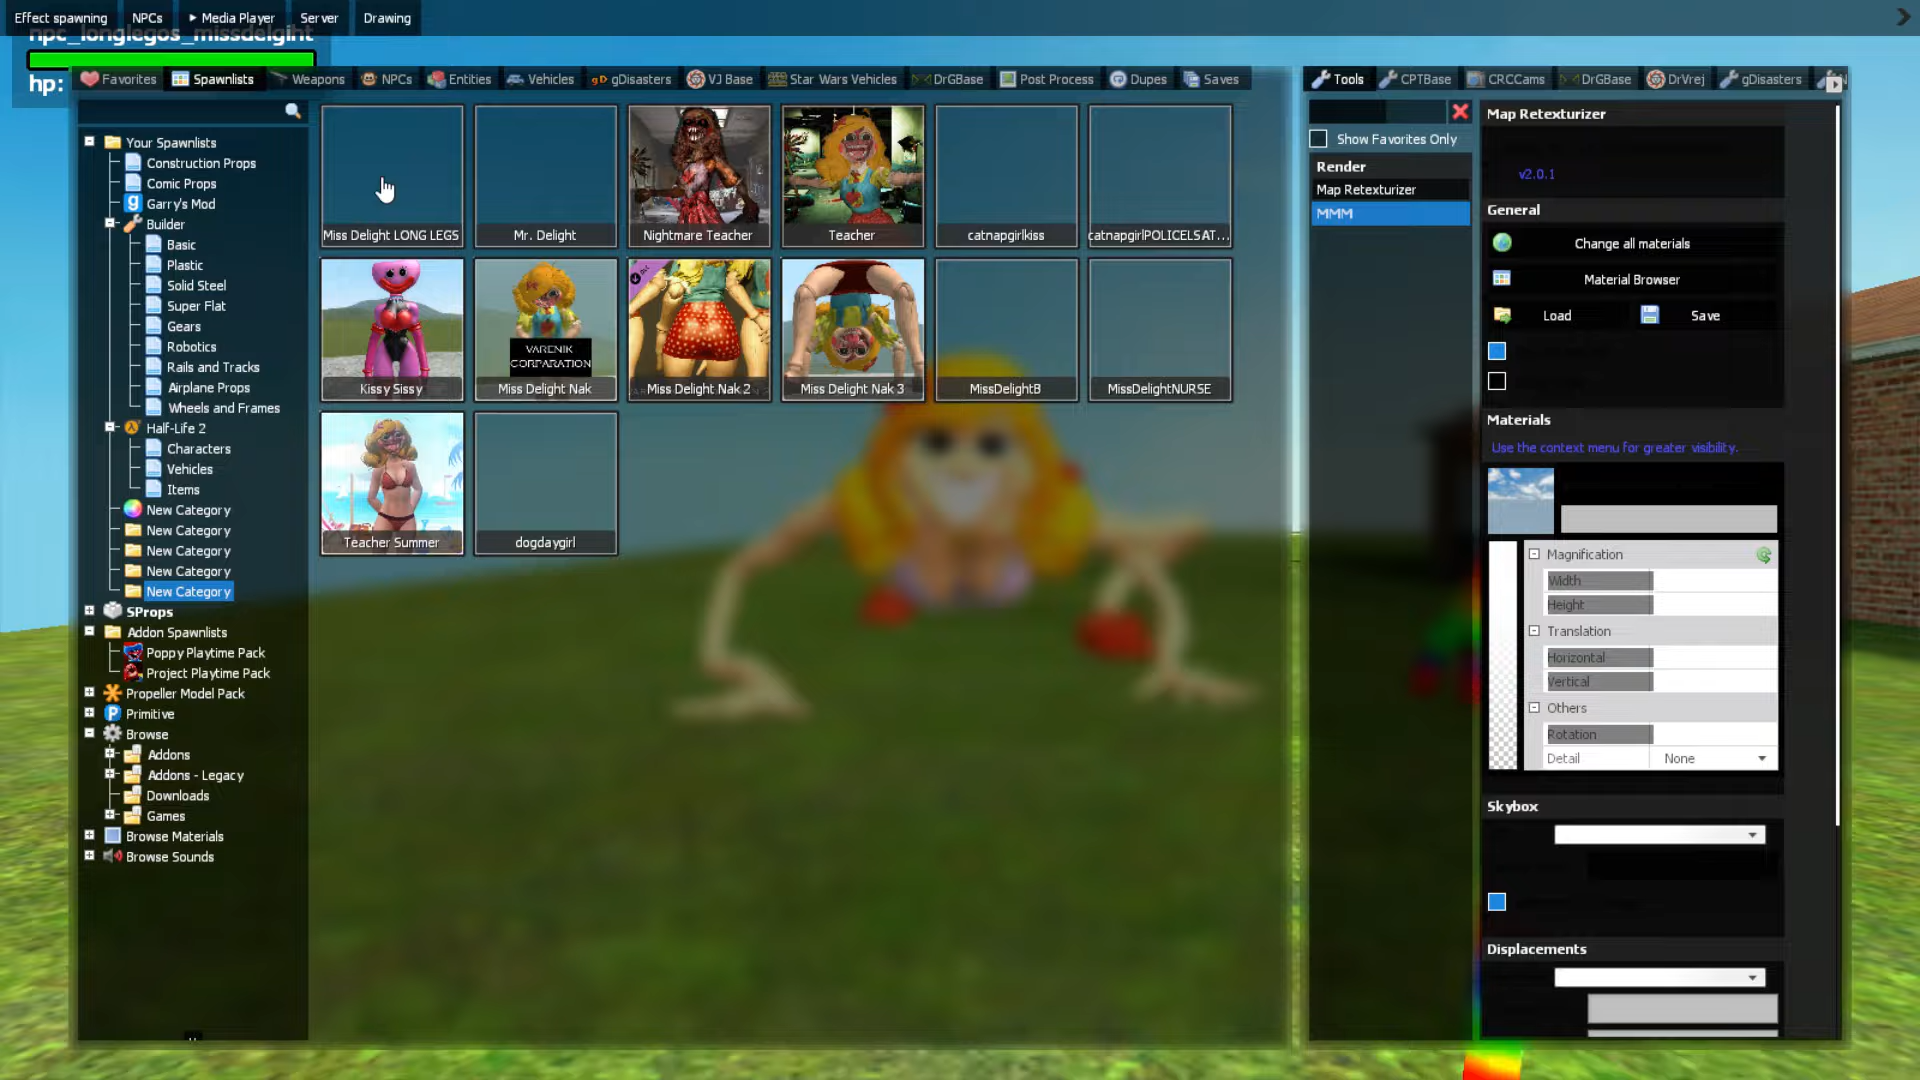 Effect spawning NPCs Media Player Server Drawing
npc_longlegos_missdelgiht
hp:
Favorites Spawnlists Weapons NPCs Entities Vehicles gDisasters VJ Base Star Wars Vehicles DrGBase Post Process Dupes Saves
Your Spawnlists
Construction Props
Comic Props
Garry's Mod
Builder
Basic
Plastic
Solid Steel
Super Flat
Gears
Robotics
Rails and Tracks
Airplane Props
Wheels and Frames
Half-Life 2
Characters
Vehicles
Items
New Category
New Category
New Category
New Category
New Category
SProps
Addon Spawnlists
Poppy Playtime Pack
Project Playtime Pack
Propeller Model Pack
Primitive
Browse
Addons
Addons - Legacy
Downloads
Games
Browse Materials
Browse Sounds
Miss Delight LONG LEGS
Mr. Delight
Nightmare Teacher
Teacher
catnapgirlkiss
catnapgirlPOLICELSAT...
Kissy Sissy
VARENIK
CORPARATION
Miss Delight Nak
Miss Delight Nak 2
Miss Delight Nak 3
MissDelightB
MissDelightNURSE
Teacher Summer
dogdaygirl
Tools CPTBase CRCCams DrGBase DrVrej gDisasters
Show Favorites Only
Render
Map Retexturizer
MMM
Map Retexturizer
v2.0.1
General
Change all materials
Material Browser
Load Save
Materials
Use the context menu for greater visibility.
Magnification
Width
Height
Translation
Horizontal
Vertical
Others
Rotation
Detail None
Skybox
Displacements